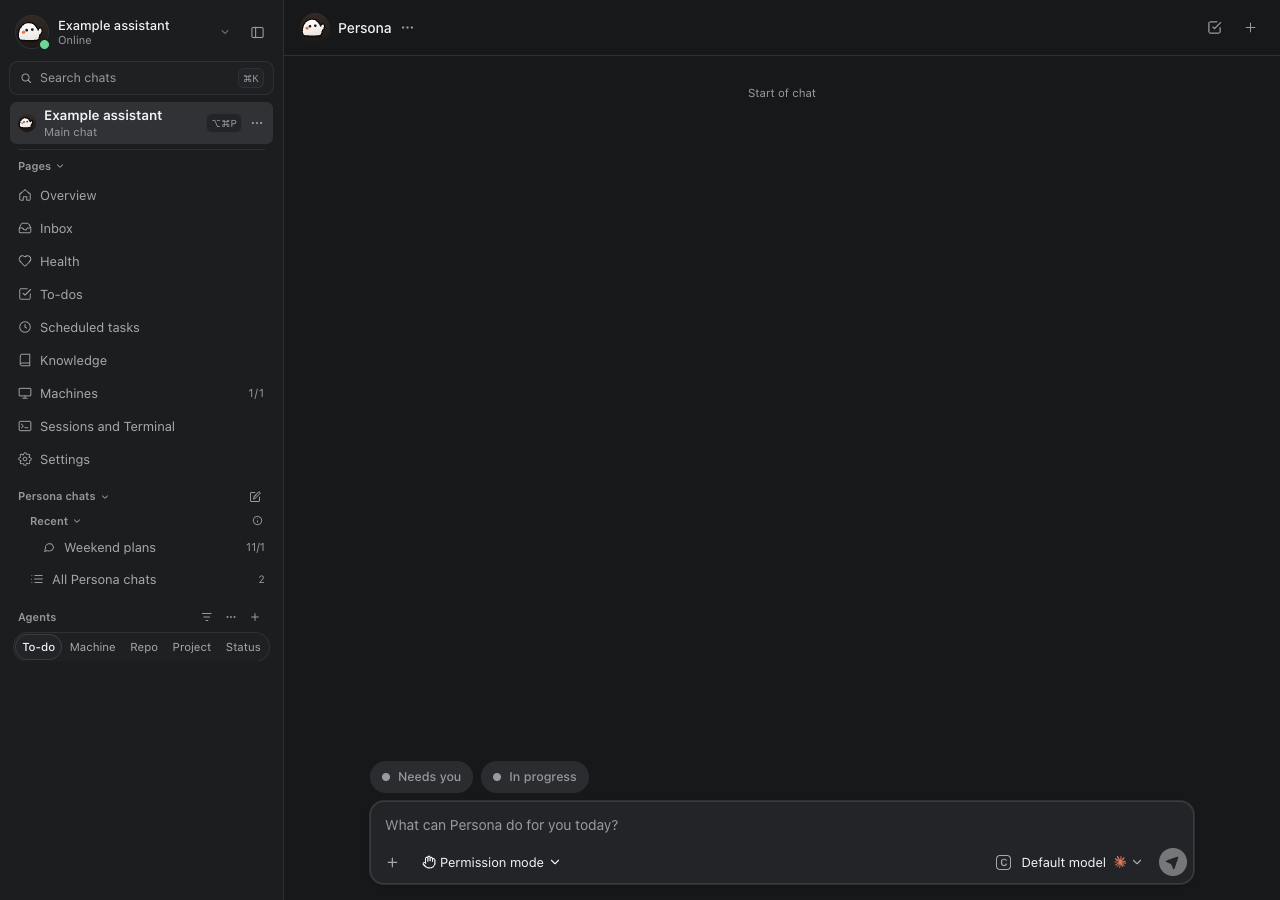 Example assistant
Online
Search chats ⌘K
Example assistant
Main chat
⌥⌘P
Pages
Overview
Inbox
Health
To-dos
Scheduled tasks
Knowledge
Machines 1/1
Sessions and Terminal
Settings
Persona chats
Recent
Weekend plans 11/1
All Persona chats 2
Agents
To-do Machine Repo Project Status
Persona
Start of chat
Needs you In progress
What can Persona do for you today?
Permission mode C Default model